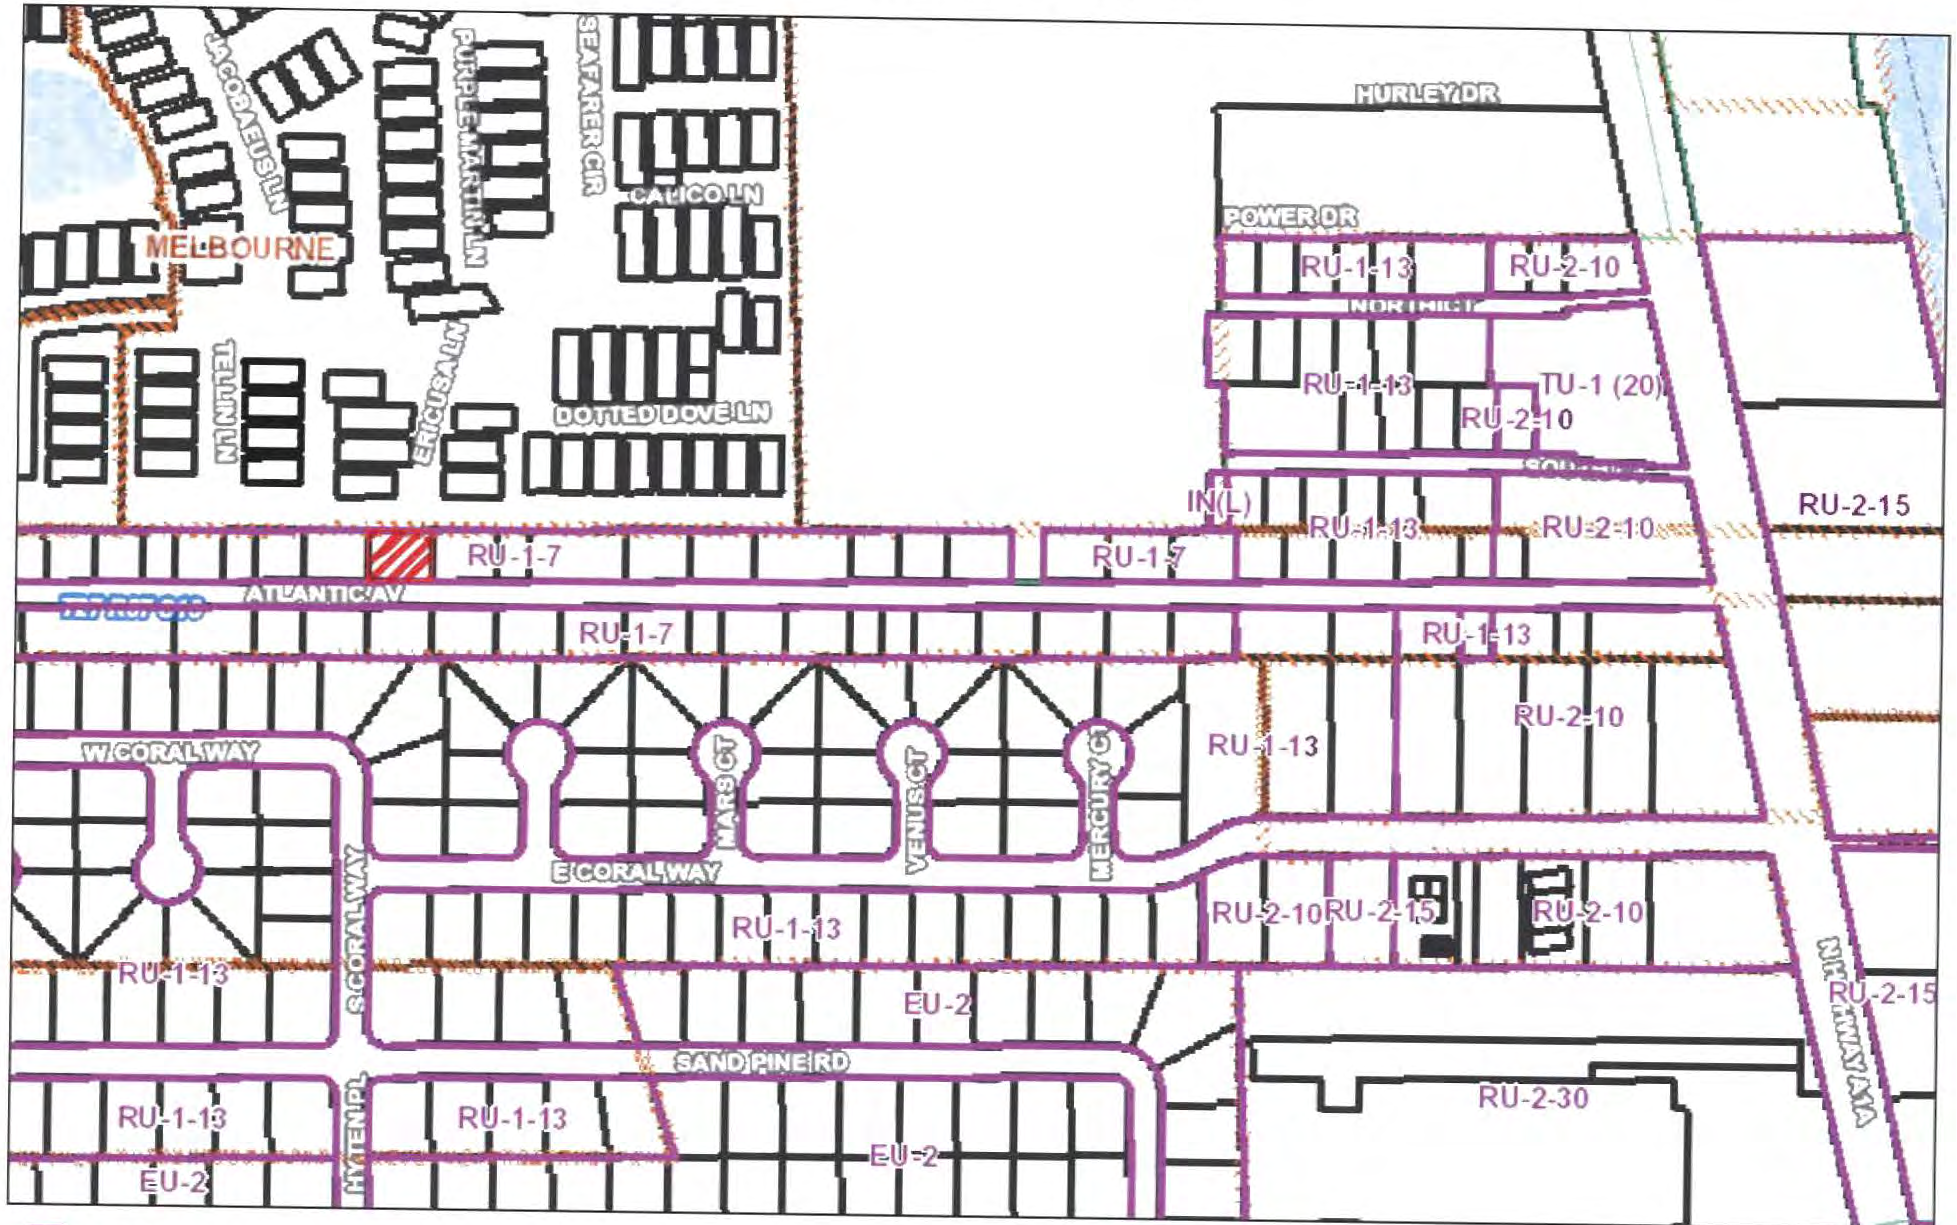 JACOBAEUS LN
PURPLE MARTIN LN
SEAFARER CIR
HURLEY DR
CALICO LN
POWER DR
MELBOURNE
RU-1-13
RU-2-10
NORTH CT
TELLIN LN
ERICUSA LN
DOTTED DOVE LN
RU-1-13
TU-1 (20)
RU-2-10
IN(L)
RU-1-13
RU-2-10
RU-2-15
RU-1-7
RU-1-7
ATLANTIC AV
RU-1-7
RU-1-13
W CORAL WAY
MARS CT
VENUS CT
MERCURY CT
RU-1-13
RU-2-10
S CORAL WAY
E CORAL WAY
RU-1-13
RU-2-10
RU-2-15
RU-2-10
RU-1-13
EU-2
N HIGHWAY A1A
RU-2-15
SAND PINE RD
RU-1-13
HYTEN PL
RU-1-13
RU-2-30
EU-2
EU-2